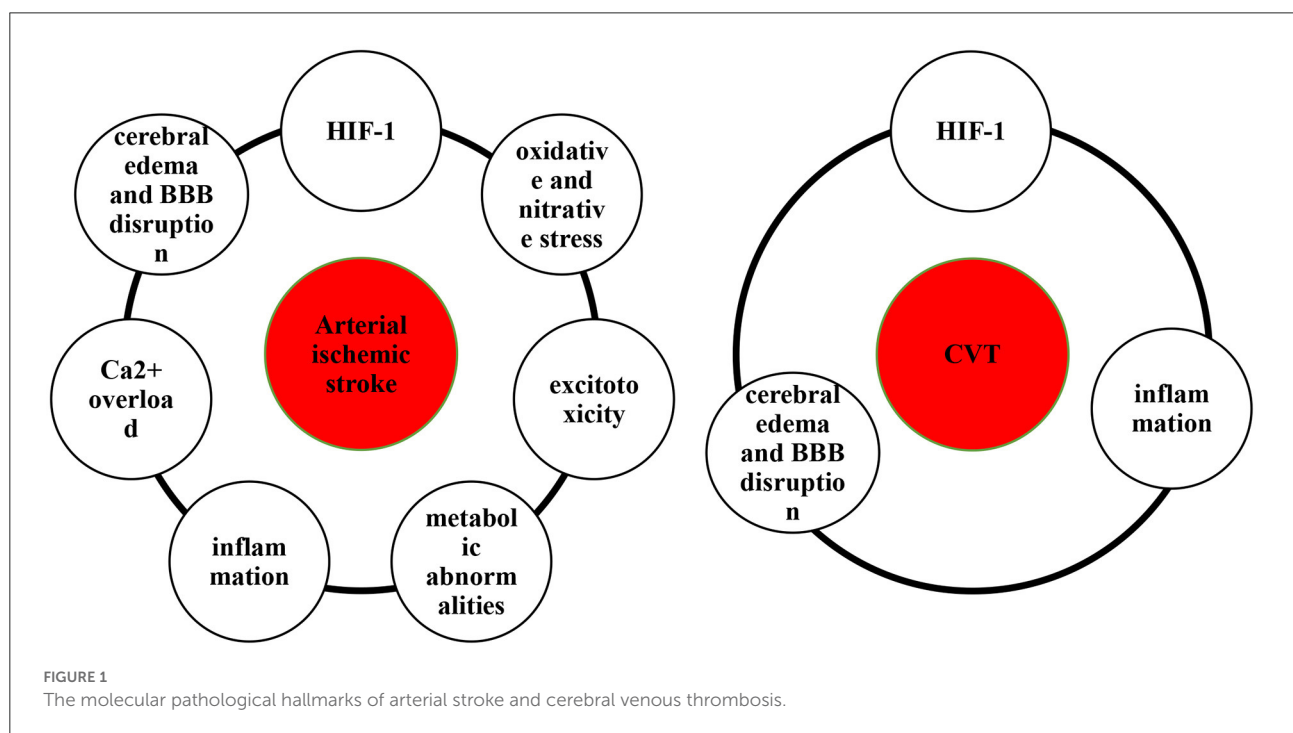 HIF-1
oxidativ
e and
nitrativ
e stress
excitoto
xicity
metabol
ic
abnorm
alities
inflam
mation
Ca2+
overloa
d
cerebral
edema
and BBB
disruptio
n
Arterial
ischemic
stroke
HIF-1
inflam
mation
cerebral
edema
and BBB
disruptio
n
CVT
FIGURE 1
The molecular pathological hallmarks of arterial stroke and cerebral venous thrombosis.